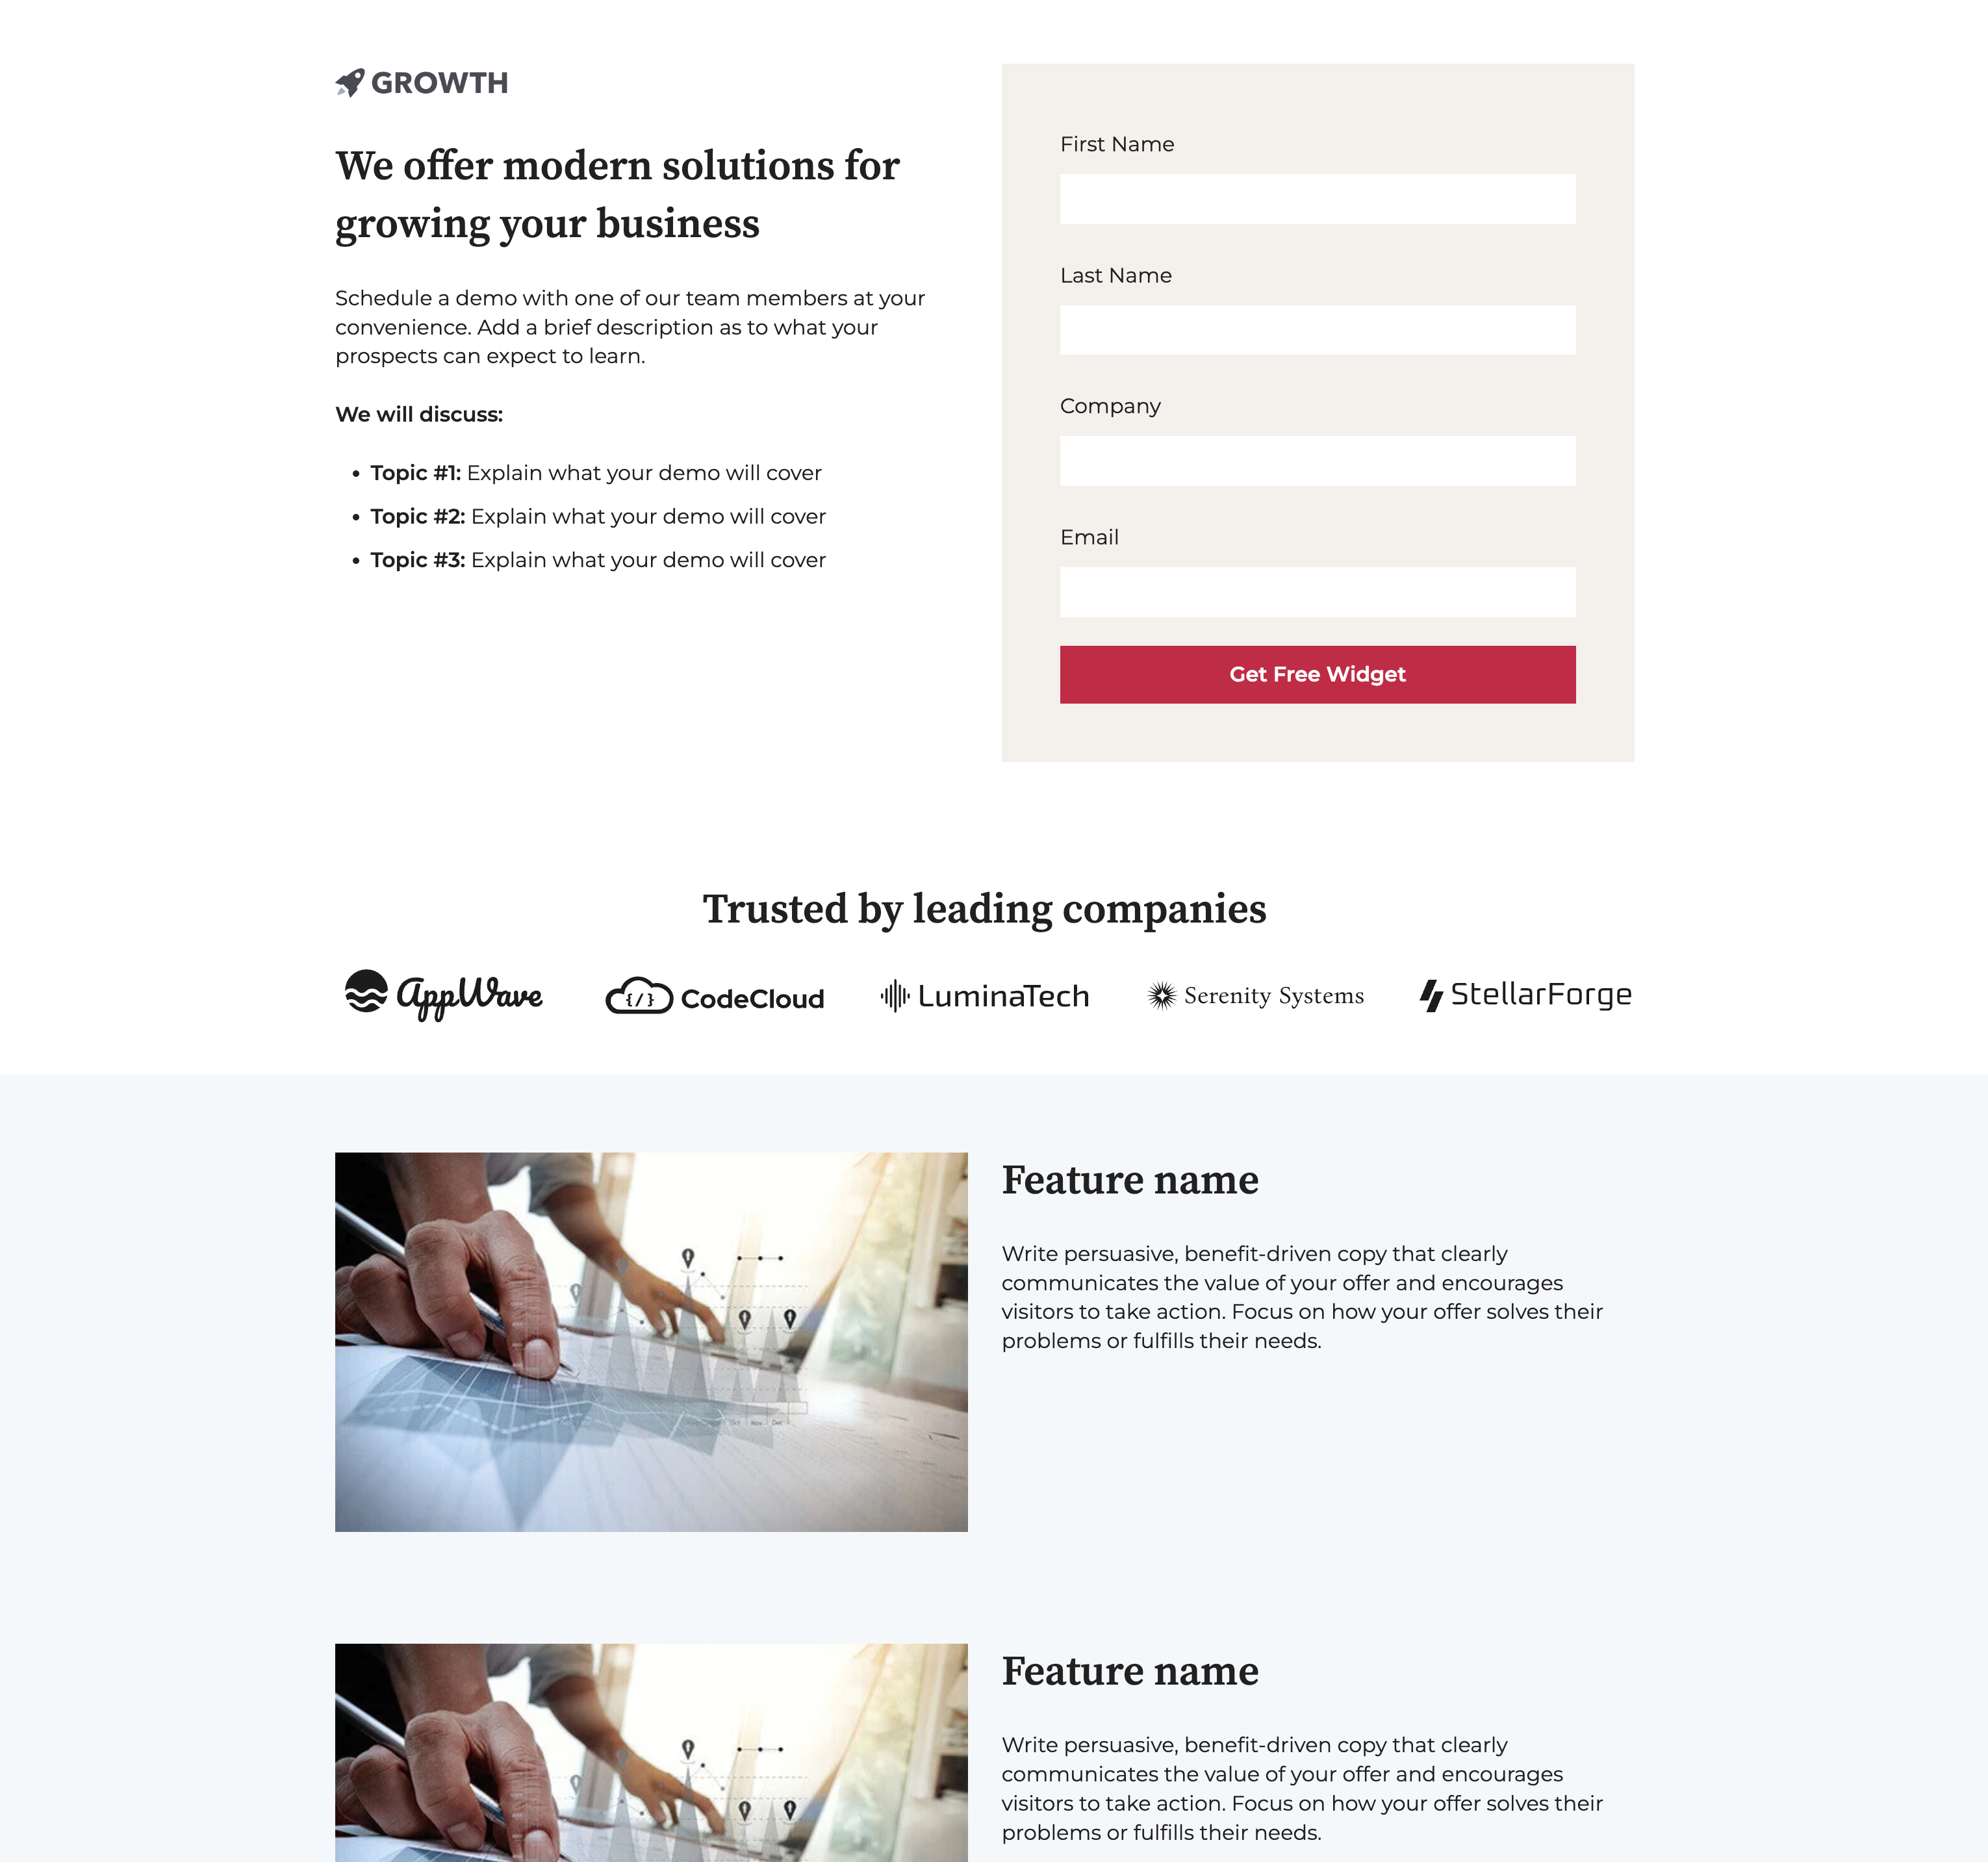 GROWTH
We offer modern solutions for
growing your business
Schedule a demo with one of our team members at your
convenience. Add a brief description as to what your
prospects can expect to learn.
We will discuss:
• Topic #1: Explain what your demo will cover
• Topic #2: Explain what your demo will cover
• Topic #3: Explain what your demo will cover
First Name
Last Name
Company
Email
Get Free Widget
Trusted by leading companies
AppWave
{/} CodeCloud
LuminaTech
Serenity Systems
StellarForge
Oct Nov Dec
Feature name
Write persuasive, benefit-driven copy that clearly
communicates the value of your offer and encourages
visitors to take action. Focus on how your offer solves their
problems or fulfills their needs.
Feature name
Write persuasive, benefit-driven copy that clearly
communicates the value of your offer and encourages
visitors to take action. Focus on how your offer solves their
problems or fulfills their needs.